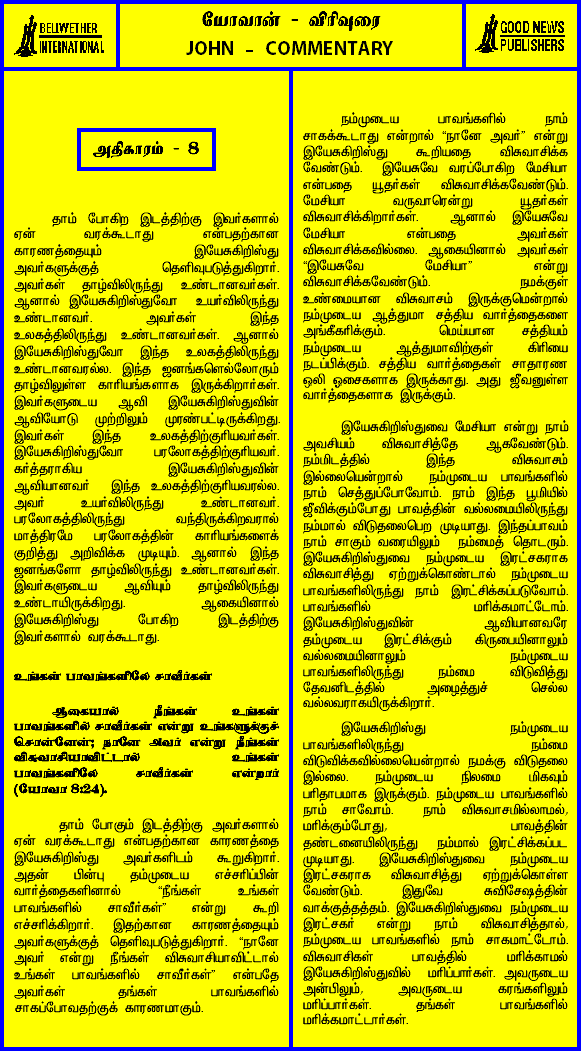 BELWETHER
INTERNATIONAL
யோவான் - விரிவுரை
JOHN - COMMENTARY
GOOD NEWS
PUBLISHERS
அதிகாரம் - 8
தாம் போகிற இடத்திற்கு இவர்களால்
ஏன் வரக்கூடாது என்பதற்கான
காரணத்தையும் இயேசுகிறிஸ்து
அவர்களுக்குத் தெளிவுபடுத்துகிறார்.
அவர்கள் தாழ்விலிருந்து உண்டானவர்கள்.
ஆனால் இயேசுகிறிஸ்துவோ உயர்விலிருந்து
உண்டானவர். அவர்கள் இந்த
உலகத்திலிருந்து உண்டானவர்கள். ஆனால்
இயேசுகிறிஸ்துவோ இந்த உலகத்திலிருந்து
உண்டானவரல்ல. இந்த ஜனங்களெல்லோரும்
தாழ்விலுள்ள காரியங்களாக இருக்கிறார்கள்.
இவர்களுடைய ஆவி இயேசுகிறிஸ்துவின்
ஆவியோடு முற்றிலும் முரண்பட்டிருக்கிறது.
இவர்கள் இந்த உலகத்திற்குரியவர்கள்.
இயேசுகிறிஸ்துவோ பரலோகத்திற்குரியவர்.
கர்த்தராகிய இயேசுகிறிஸ்துவின்
ஆவியானவர் இந்த உலகத்திற்குரியவரல்ல.
அவர் உயர்விலிருந்து உண்டானவர்.
பரலோகத்திலிருந்து வந்திருக்கிறவரால்
மாத்திரமே பரலோகத்தின் காரியங்களைக்
குறித்து அறிவிக்க முடியும். ஆனால் இந்த
ஜனங்களோ தாழ்விலிருந்து உண்டானவர்கள்.
இவர்களுடைய ஆவியும் தாழ்விலிருந்து
உண்டாயிருக்கிறது. ஆகையினால்
இயேசுகிறிஸ்து போகிற இடத்திற்கு
இவர்களால் வரக்கூடாது.
உங்கள் பாவங்களிலே சாவீர்கள்
ஆகையால் நீங்கள் உங்கள்
பாவங்களில் சாவீர்கள் என்று உங்களுக்குச்
சொன்னேன்; நானே அவர் என்று நீங்கள்
விசுவாசியாவிட்டால் உங்கள்
பாவங்களிலே சாவீர்கள் என்றார்
(யோவா 8:24).
தாம் போகும் இடத்திற்கு அவர்களால்
ஏன் வரக்கூடாது என்பதற்கான காரணத்தை
இயேசுகிறிஸ்து அவர்களிடம் கூறுகிறார்.
அதன் பின்பு தம்முடைய எச்சரிப்பின்
வார்த்தைகளினால் "நீங்கள் உங்கள்
பாவங்களில் சாவீர்கள்" என்று கூறி
எச்சரிக்கிறார். இதற்கான காரணத்தையும்
அவர்களுக்குத் தெளிவுபடுத்துகிறார். "நானே
அவர் என்று நீங்கள் விசுவாசியாவிட்டால்
உங்கள் பாவங்களில் சாவீர்கள்" என்பதே
அவர்கள் தங்கள் பாவங்களில்
சாகப்போவதற்குக் காரணமாகும்.
நம்முடைய பாவங்களில் நாம்
சாகக்கூடாது என்றால் "நானே அவர்" என்று
இயேசுகிறிஸ்து கூறியதை விசுவாசிக்க
வேண்டும். இயேசுவே வரப்போகிற மேசியா
என்பதை யூதர்கள் விசுவாசிக்கவேண்டும்.
மேசியா வருவாரென்று யூதர்கள்
விசுவாசிக்கிறார்கள். ஆனால் இயேசுவே
மேசியா என்பதை அவர்கள்
விசுவாசிக்கவில்லை. ஆகையினால் அவர்கள்
"இயேசுவே மேசியா" என்று
விசுவாசிக்கவேண்டும். நமக்குள்
உண்மையான விசுவாசம் இருக்குமென்றால்
நம்முடைய ஆத்துமா சத்திய வார்த்தைகளை
அங்கீகரிக்கும். மெய்யான சத்தியம்
நம்முடைய ஆத்துமாவிற்குள் கிரியை
நடப்பிக்கும். சத்திய வார்த்தைகள் சாதாரண
ஒலி ஓசைகளாக இருக்காது. அது ஜீவனுள்ள
வார்த்தைகளாக இருக்கும்.
இயேசுகிறிஸ்துவை மேசியா என்று நாம்
அவசியம் விசுவாசித்தே ஆகவேண்டும்.
நம்மிடத்தில் இந்த விசுவாசம்
இல்லையென்றால் நம்முடைய பாவங்களில்
நாம் செத்துப்போவோம். நாம் இந்த பூமியில்
ஜீவிக்கும்போது பாவத்தின் வல்லமையிலிருந்து
நம்மால் விடுதலைபெற முடியாது. இந்தப்பாவம்
நாம் சாகும் வரையிலும் நம்மைத் தொடரும்.
இயேசுகிறிஸ்துவை நம்முடைய இரட்சகராக
விசுவாசித்து ஏற்றுக்கொண்டால் நம்முடைய
பாவங்களிலிருந்து நாம் இரட்சிக்கப்படுவோம்.
பாவங்களில் மரிக்கமாட்டோம்.
இயேசுகிறிஸ்துவின் ஆவியானவரே
தம்முடைய இரட்சிக்கும் கிருபையினாலும்
வல்லமையினாலும் நம்முடைய
பாவங்களிலிருந்து நம்மை விடுவித்து
தேவனிடத்தில் அழைத்துச் செல்ல
வல்லவராகயிருக்கிறார்.
இயேசுகிறிஸ்து நம்முடைய
பாவங்களிலிருந்து நம்மை
விடுவிக்கவில்லையென்றால் நமக்கு விடுதலை
இல்லை. நம்முடைய நிலமை மிகவும்
பரிதாபமாக இருக்கும். நம்முடைய பாவங்களில்
நாம் சாவோம். நாம் விசுவாசமில்லாமல்,
மரிக்கும்போது, பாவத்தின்
தண்டனையிலிருந்து நம்மால் இரட்சிக்கப்பட
முடியாது. இயேசுகிறிஸ்துவை நம்முடைய
இரட்சகராக விசுவாசித்து ஏற்றுக்கொள்ள
வேண்டும். இதுவே சுவிசேஷத்தின்
வாக்குத்தத்தம். இயேசுகிறிஸ்துவை நம்முடைய
இரட்சகர் என்று நாம் விசுவாசித்தால்,
நம்முடைய பாவங்களில் நாம் சாகமாட்டோம்.
விசுவாசிகள் பாவத்தில் மரிக்காமல்
இயேசுகிறிஸ்துவில் மரிப்பார்கள். அவருடைய
அன்பிலும், அவருடைய கரங்களிலும்
மரிப்பார்கள். தங்கள் பாவங்களில்
மரிக்கமாட்டார்கள்.